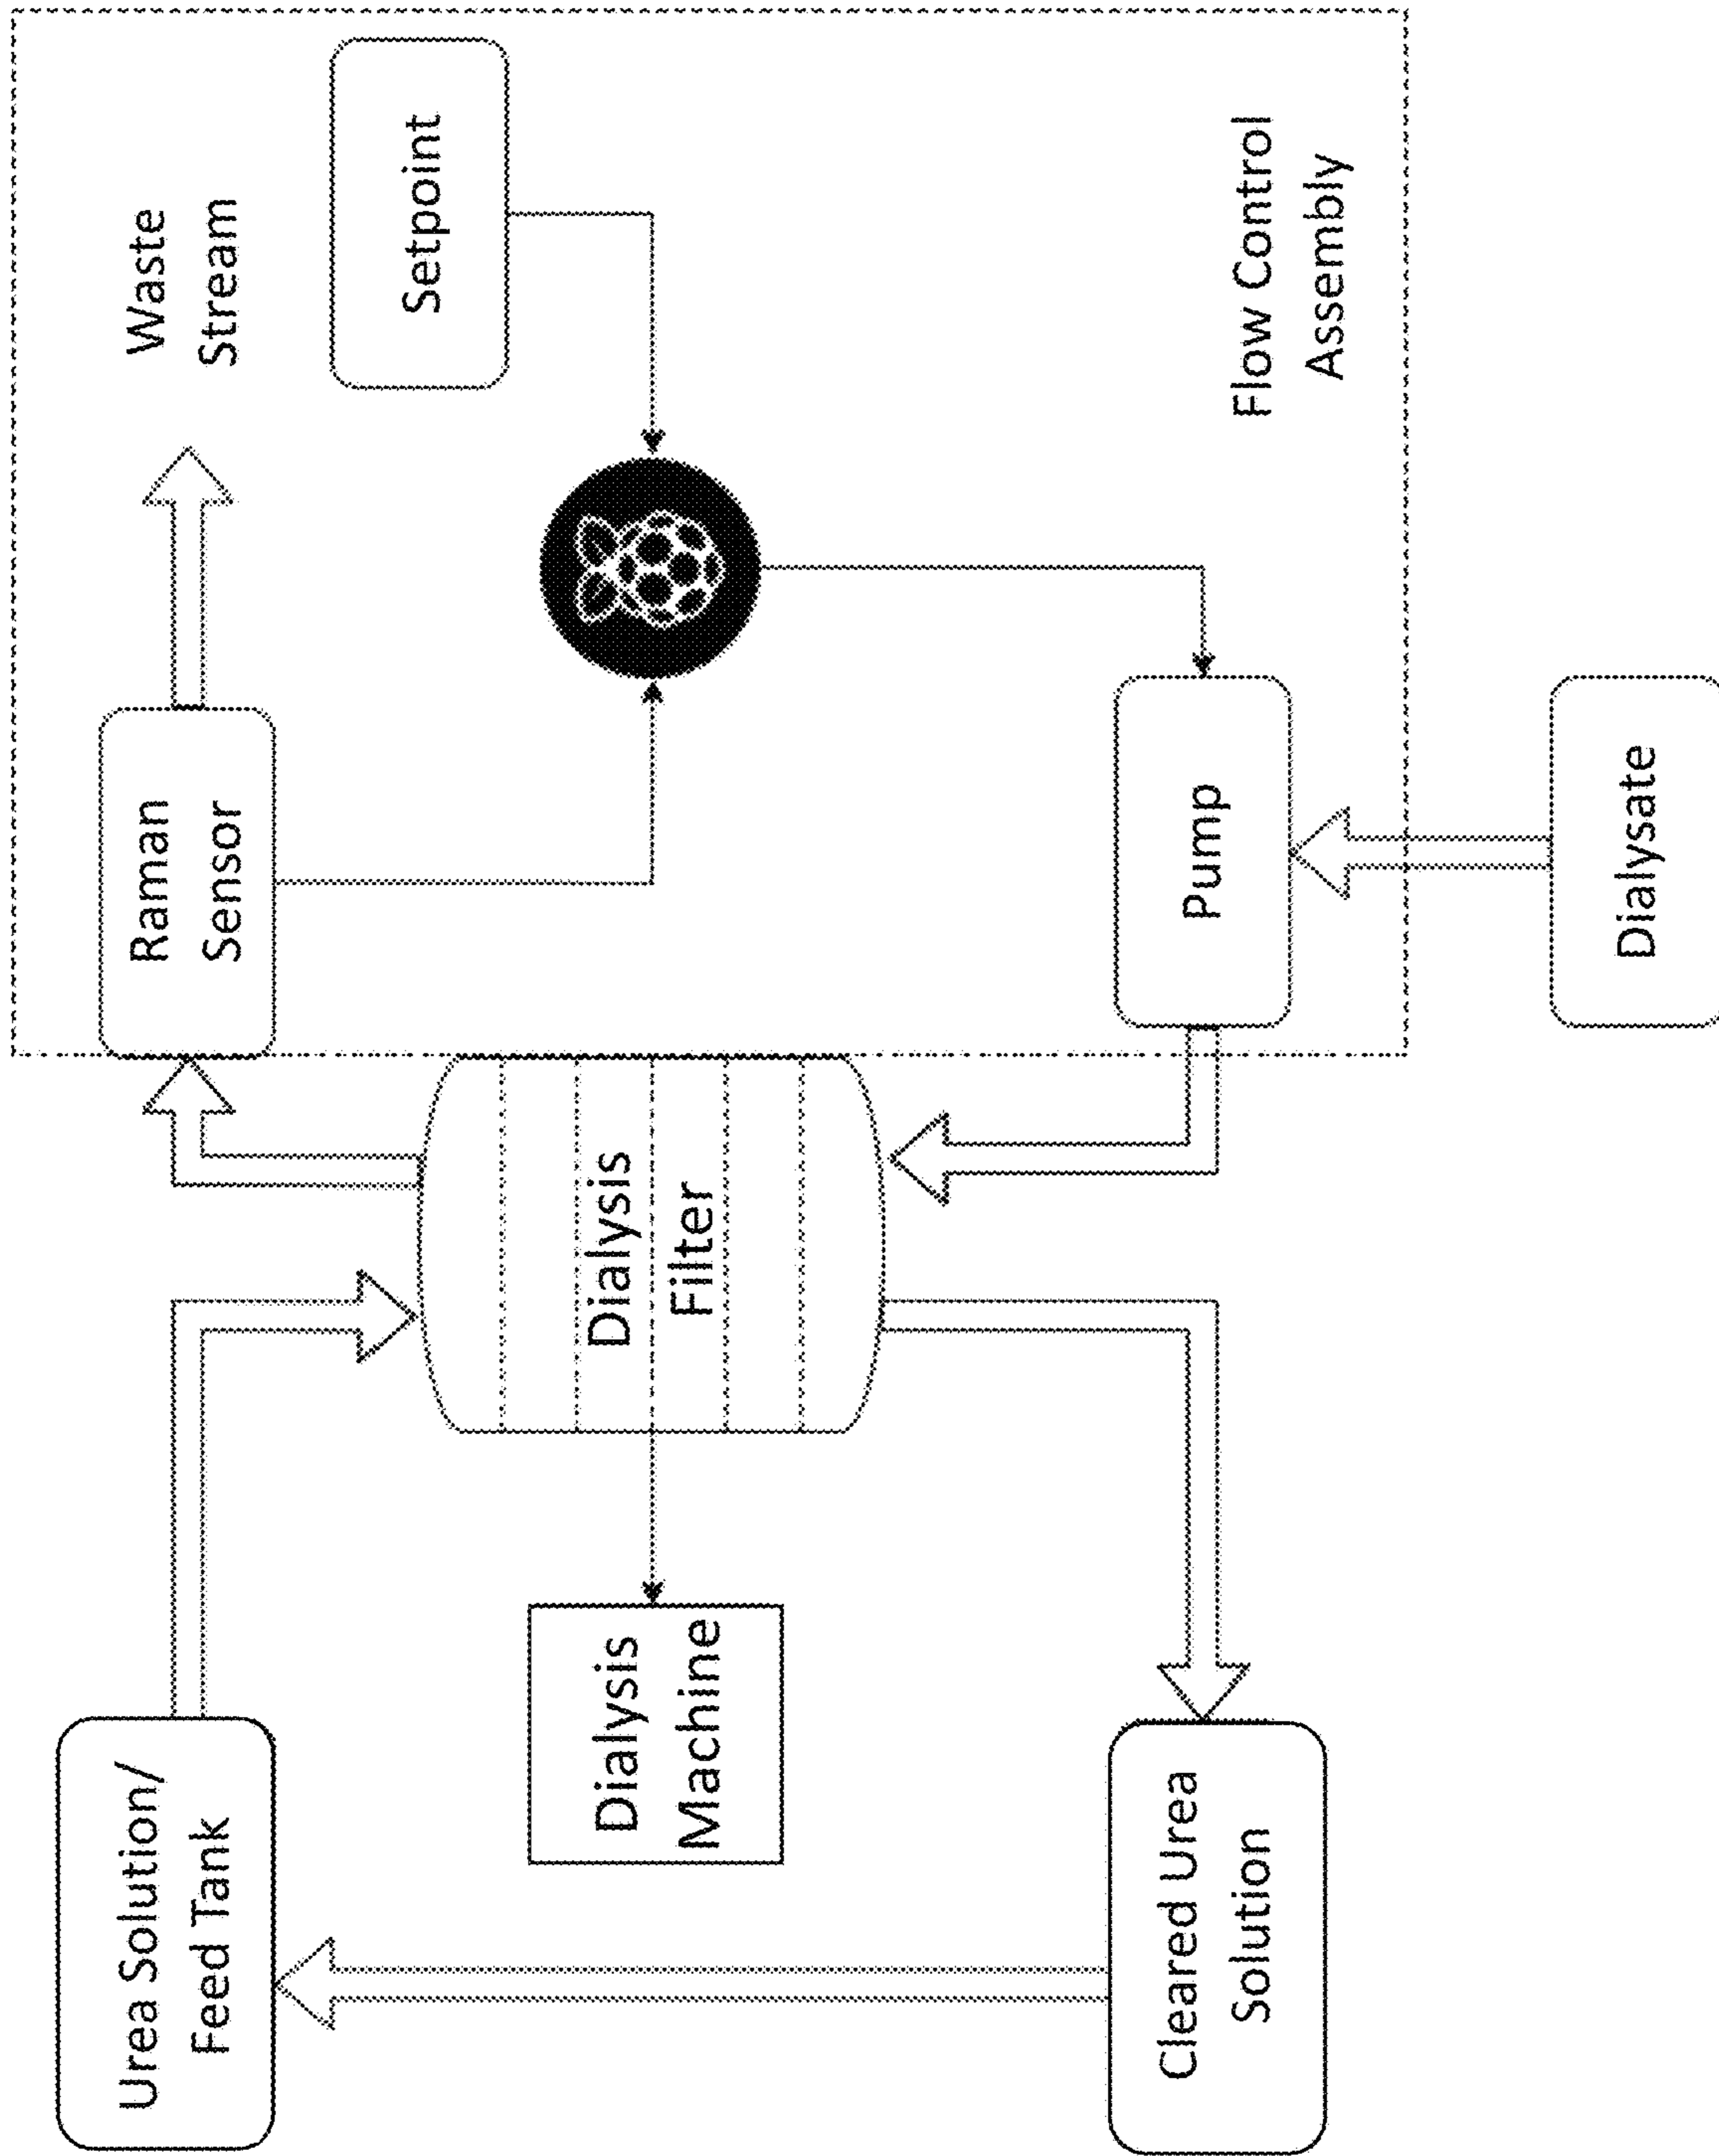 Urea Solution/
Feed Tank
Raman
Sensor
Waste
Stream
Setpoint
Dialysis
Machine
Dialysis
Filter
Cleared Urea
Solution
Pump
Flow Control
Assembly
Dialysate